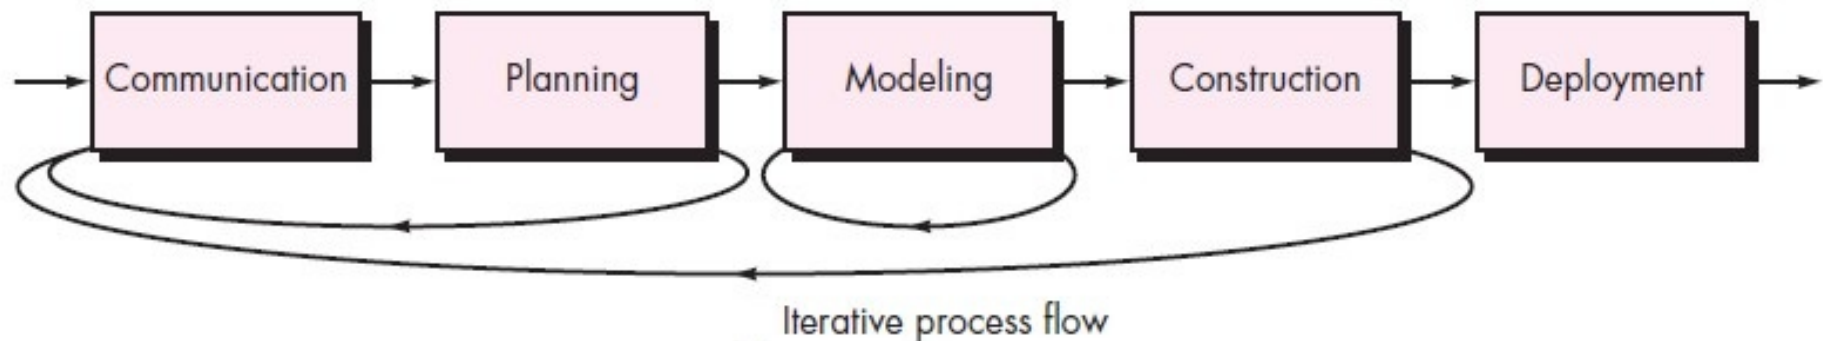 Communication
Planning
Modeling
Construction
Deployment
Iterative process flow